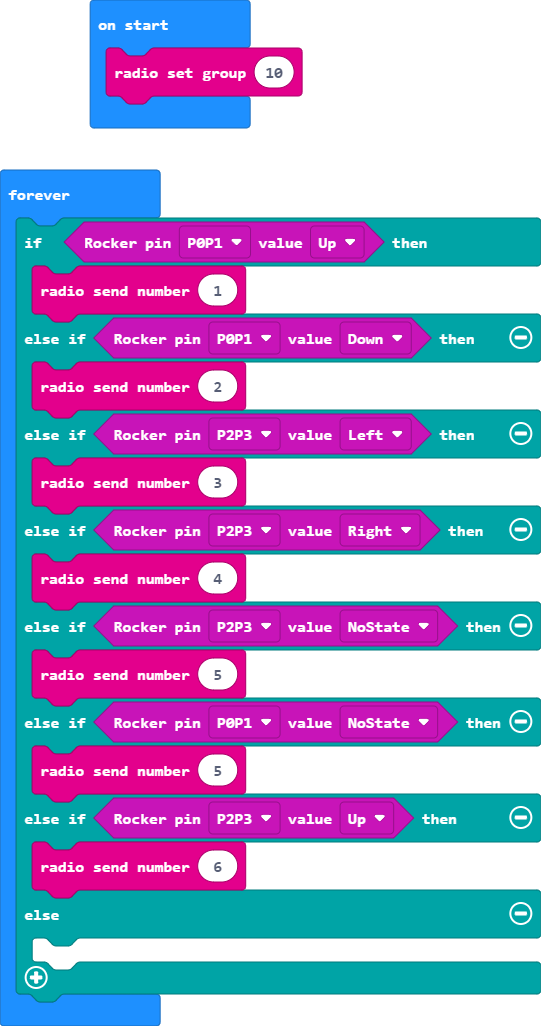 on start
radio set group 10
forever
if Rocker pin P0P1 value Up then
radio send number 1
else if Rocker pin P0P1 value Down then
radio send number 2
else if Rocker pin P2P3 value Left then
radio send number 3
else if Rocker pin P2P3 value Right then
radio send number 4
else if Rocker pin P2P3 value NoState then
radio send number 5
else if Rocker pin P0P1 value NoState then
radio send number 5
else if Rocker pin P2P3 value Up then
radio send number 6
else